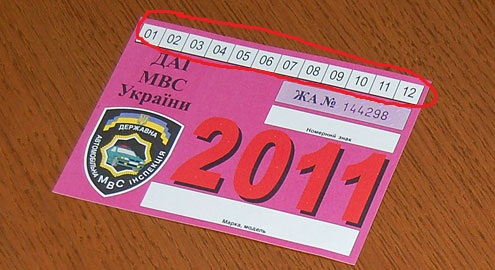 01 02 03 04 05 06 07 08 09 10 11 12
ДАІ
МВС
України
ЖА № 144298
Номерний знак
ДЕРЖАВНА
АВТОМОБІЛЬНА
ІНСПЕКЦІЯ
МВС
2011
Марка, модель